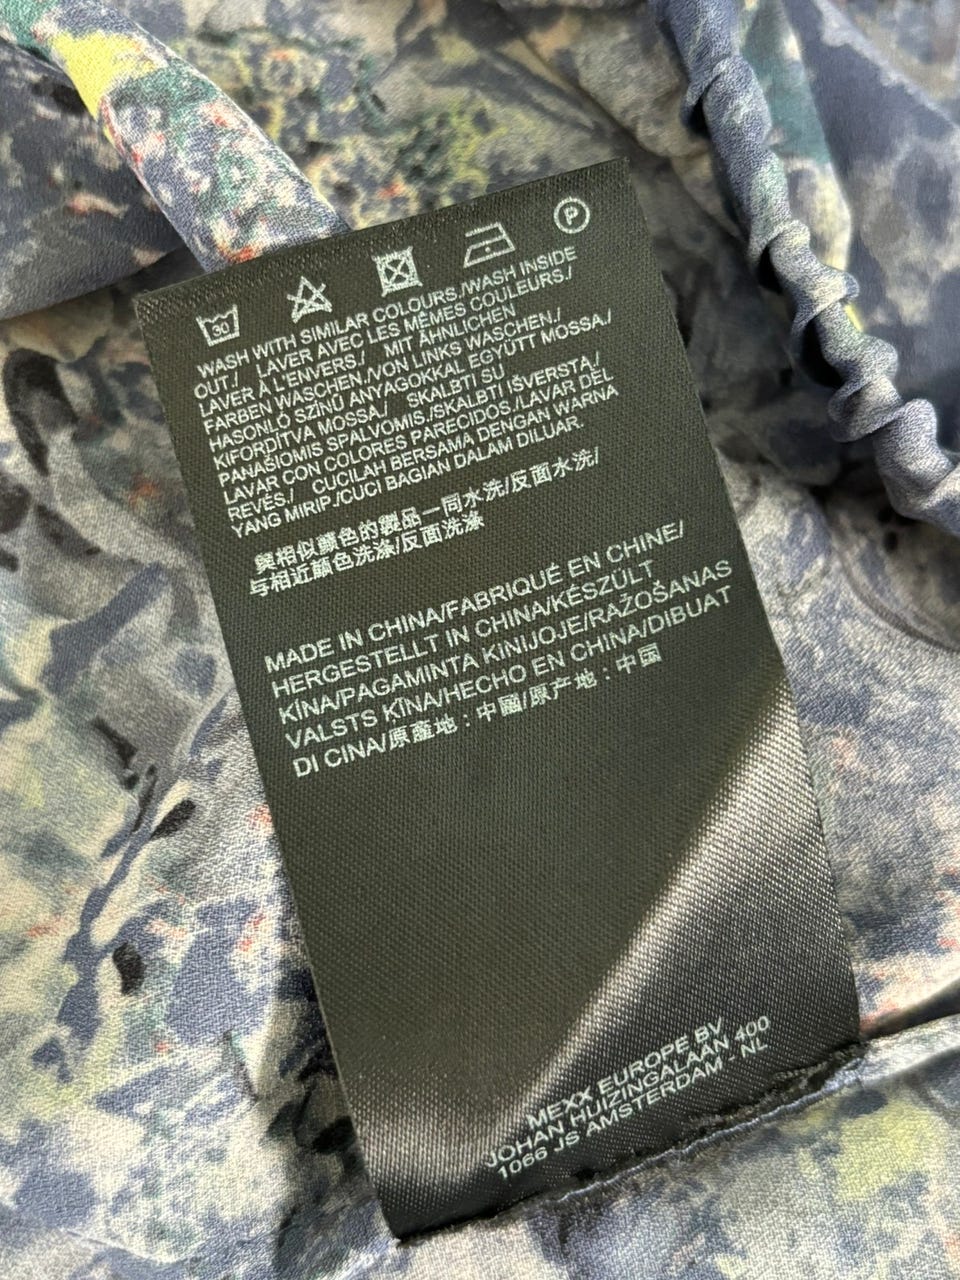 30
P
WASH WITH SIMILAR COLOURS./WASH INSIDE
OUT./ LAVER AVEC LES MÊMES COULEURS./
LAVER À L'ENVERS./ MIT ÄHNLICHEN
FARBEN WASCHEN./VON LINKS WASCHEN./
HASONLÓ SZÍNŰ ANYAGOKKAL EGYÜTT MOSSA./
KIFORDÍTVA MOSSA./ SKALBTI SU
PANAŠIOMIS SPALVOMIS./SKALBTI IŠVERSTĄ/
LAVAR CON COLORES PARECIDOS./LAVAR DEL
REVÉS./ CUCILAH BERSAMA DENGAN WARNA
YANG MIRIP./CUCI BAGIAN DALAM DILUAR.
與相似顏色的製品一同水洗/反面水洗/
与相近颜色洗涤/反面洗涤
MADE IN CHINA/FABRIQUÉ EN CHINE/
HERGESTELLT IN CHINA/KÉSZÜLT
KÍNA/PAGAMINTA KINIJOJE/RAŽOŠANAS
VALSTS KĪNA/HECHO EN CHINA/DIBUAT
DI CINA/原產地：中國/原产地：中国
MEXX EUROPE BV
JOHAN HUIZINGALAAN 400
1066 JS AMSTERDAM - NL